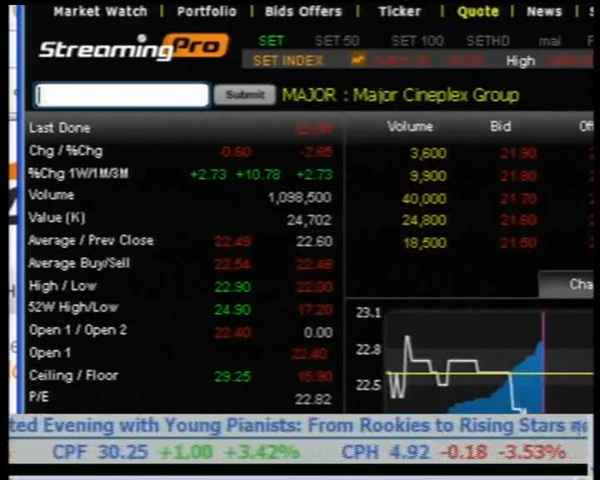 Market Watch | Portfolio | Bids Offers | Ticker | Quote | News |
StreamingPro
SET SET 50 SET 100 SETHD mai
SET INDEX High
Submit MAJOR : Major Cineplex Group
Last Done
Chg / %Chg -0.60 -2.65
%Chg 1W/1M/3M +2.73 +10.78 +2.73
Volume 1,098,500
Value (K) 24,702
Average / Prev Close 22.49 22.60
Average Buy/Sell 22.54 22.48
High / Low 22.90
52W High/Low 24.90 17.20
Open 1 / Open 2 22.40 0.00
Open 1 22.40
Ceiling / Floor 29.25 15.90
P/E 22.82
Volume Bid
3,600 21.90
9,900 21.80
40,000 21.70
24,800 21.60
18,500 21.50
Cha
23.1
22.8
22.5
ted Evening with Young Pianists: From Rookies to Rising Stars
CPF 30.25 +1.00 +3.42% CPH 4.92 -0.18 -3.53%